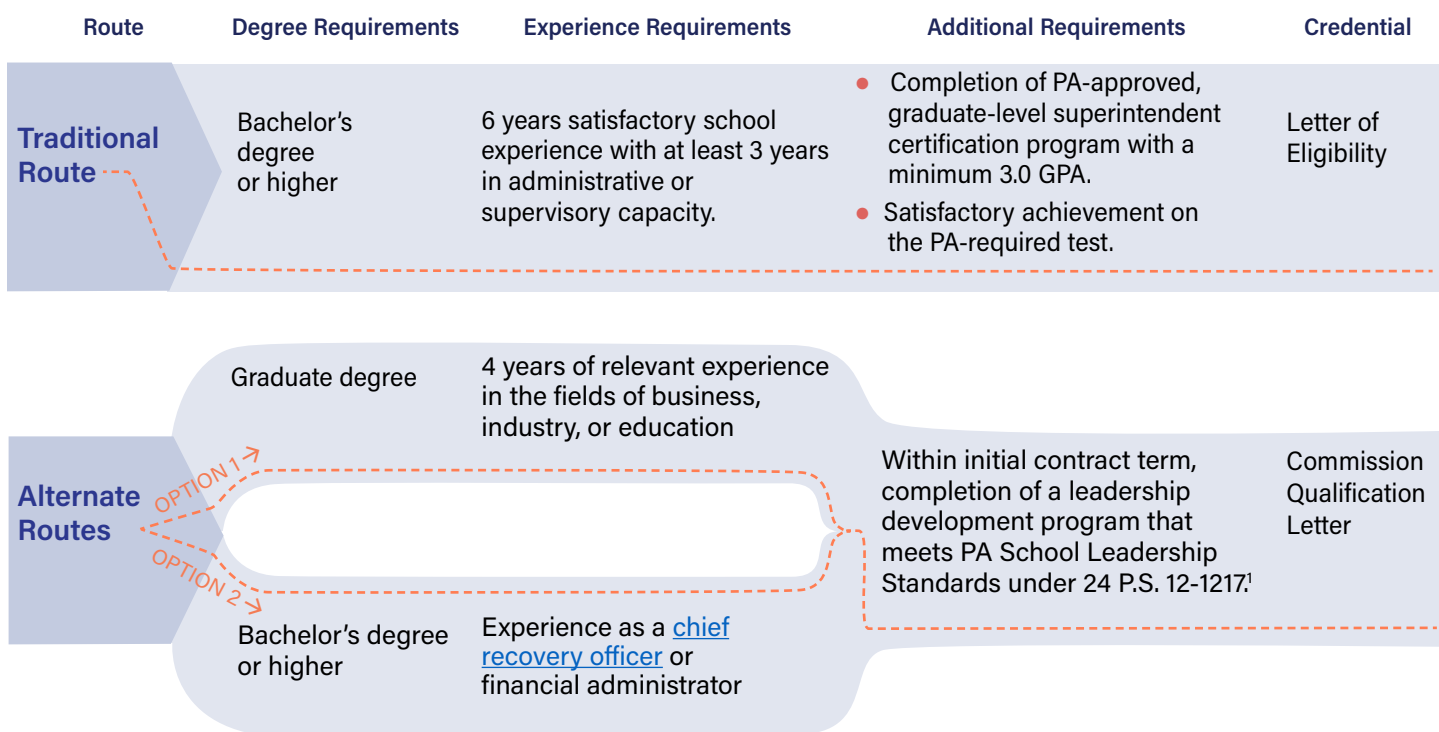 Route
Degree Requirements
Experience Requirements
Additional Requirements
Credential
Traditional
Route
Bachelor's
degree
or higher
6 years satisfactory school
experience with at least 3 years
in administrative or
supervisory capacity.
● Completion of PA-approved,
graduate-level superintendent
certification program with a
minimum 3.0 GPA.
● Satisfactory achievement on
the PA-required test.
Letter of
Eligibility
Alternate
Routes
OPTION 1
Graduate degree
4 years of relevant experience
in the fields of business,
industry, or education
OPTION 2
Bachelor's degree
or higher
Experience as a chief
recovery officer or
financial administrator
Within initial contract term,
completion of a leadership
development program that
meets PA School Leadership
Standards under 24 P.S. 12-1217.¹
Commission
Qualification
Letter